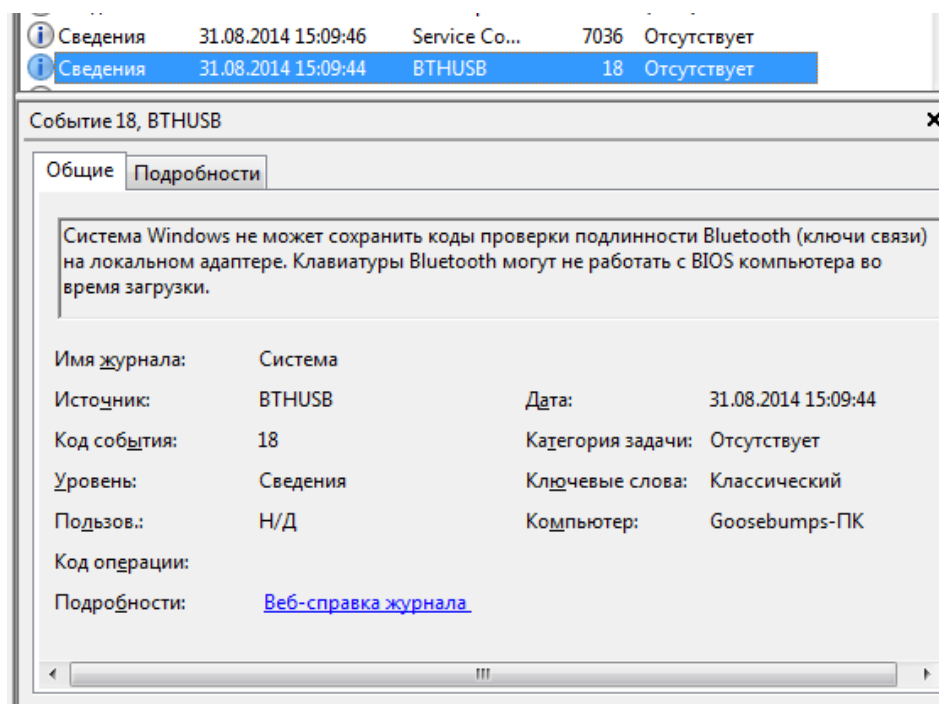 Сведения 31.08.2014 15:09:46 Service Co... 7036 Отсутствует
Сведения 31.08.2014 15:09:44 BTHUSB 18 Отсутствует
Событие 18, BTHUSB
Общие Подробности
Система Windows не может сохранить коды проверки подлинности Bluetooth (ключи связи)
на локальном адаптере. Клавиатуры Bluetooth могут не работать с BIOS компьютера во
время загрузки.
Имя журнала: Система
Источник: BTHUSB Дата: 31.08.2014 15:09:44
Код события: 18 Категория задачи: Отсутствует
Уровень: Сведения Ключевые слова: Классический
Пользов.: Н/Д Компьютер: Goosebumps-ПК
Код операции:
Подробности: Веб-справка журнала